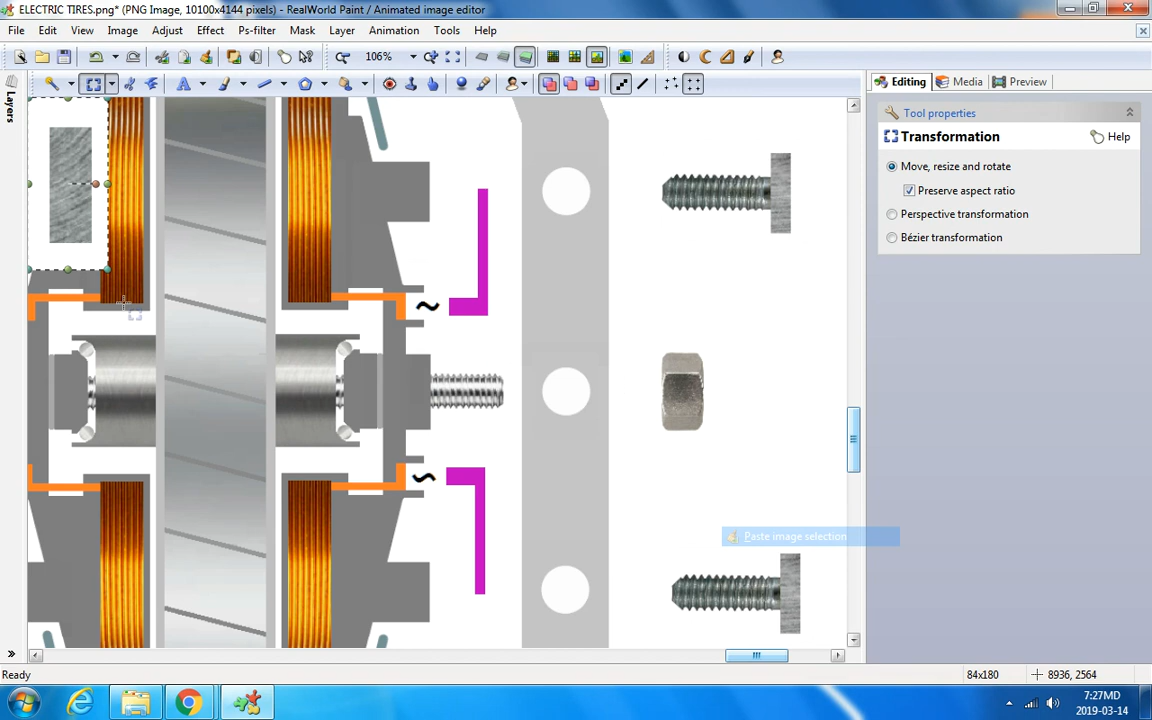 ELECTRIC TIRES.png* (PNG Image, 10100x4144 pixels) - RealWorld Paint / Animated image editor
File Edit View Image Adjust Effect Ps-filter Mask Layer Animation Tools Help
106%
Layers
Editing Media Preview
Tool properties
Transformation Help
Move, resize and rotate
Preserve aspect ratio
Perspective transformation
Bézier transformation
~
~
Paste image selection
Ready 84x180 8936, 2564
7:27MD
2019-03-14